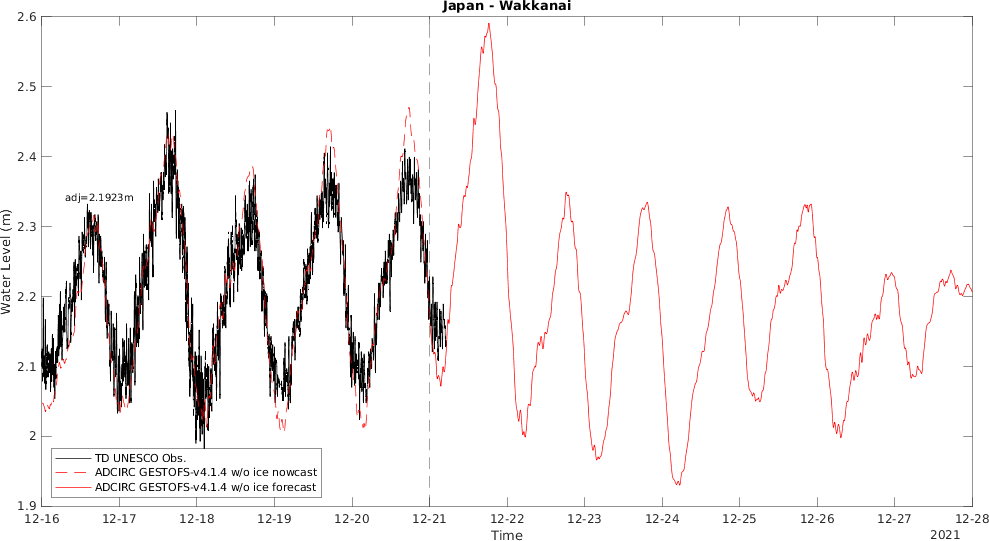 Japan - Wakkanai
2.6
2.5
2.4
2.3
2.2
2.1
2
1.9
Water Level (m)
adj=2.1923m
TD UNESCO Obs.
ADCIRC GESTOFS-v4.1.4 w/o ice nowcast
ADCIRC GESTOFS-v4.1.4 w/o ice forecast
12-16 12-17 12-18 12-19 12-20 12-21 12-22 12-23 12-24 12-25 12-26 12-27 12-28
Time
2021